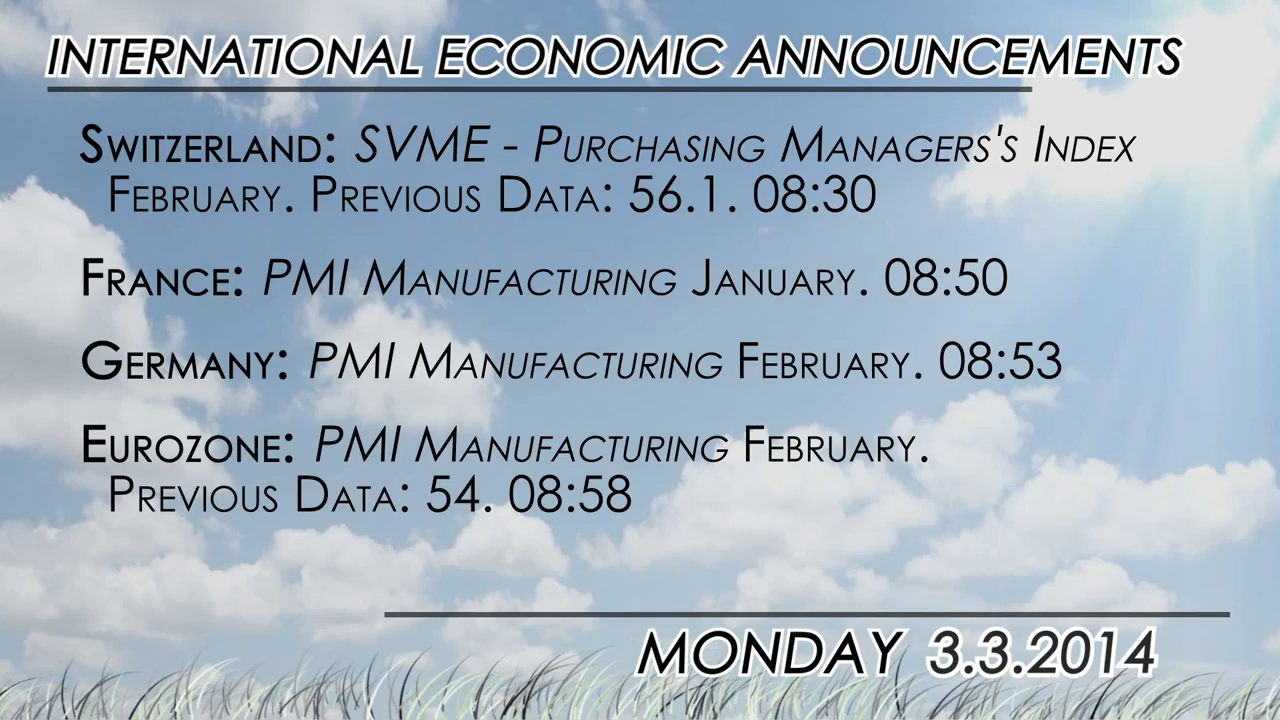 INTERNATIONAL ECONOMIC ANNOUNCEMENTS
Switzerland: SVME - Purchasing Managers's Index
February. Previous Data: 56.1. 08:30
France: PMI Manufacturing January. 08:50
Germany: PMI Manufacturing February. 08:53
Eurozone: PMI Manufacturing February.
Previous Data: 54. 08:58
MONDAY 3.3.2014